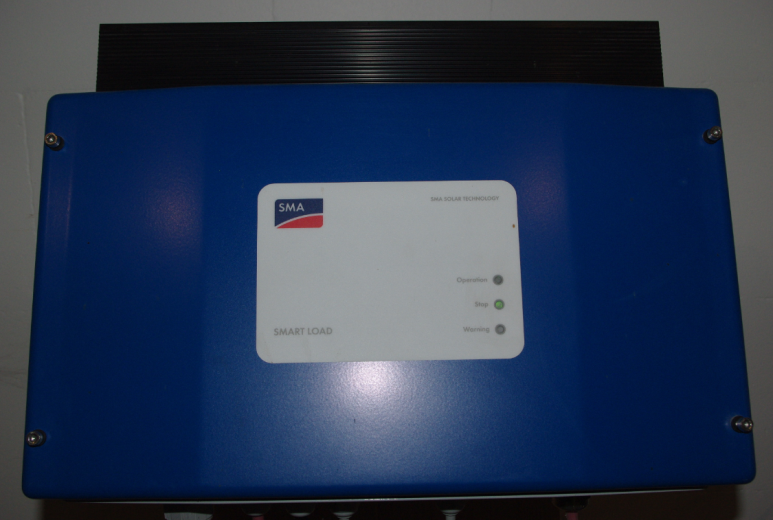 SMA
SMA SOLAR TECHNOLOGY
Operation
Stop
SMART LOAD
Warning